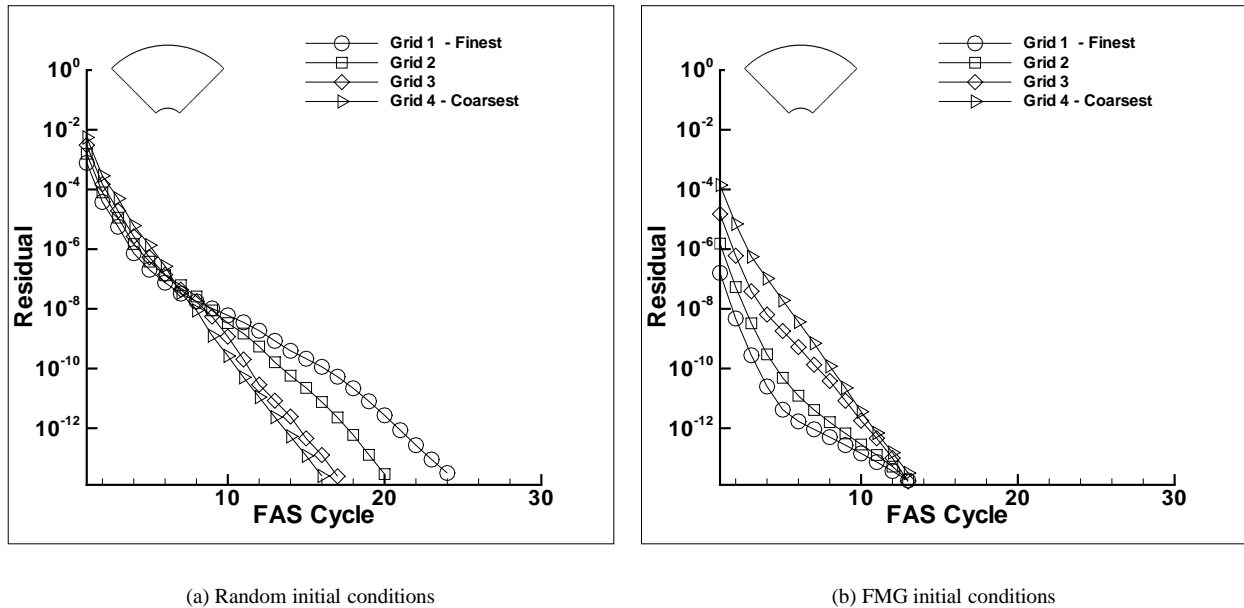 Grid 1 - Finest
Grid 2
Grid 3
Grid 4 - Coarsest
10^0
10^-2
10^-4
10^-6
10^-8
10^-10
10^-12
Residual
10 20 30
FAS Cycle
(a) Random initial conditions
Grid 1 - Finest
Grid 2
Grid 3
Grid 4 - Coarsest
10^0
10^-2
10^-4
10^-6
10^-8
10^-10
10^-12
Residual
10 20 30
FAS Cycle
(b) FMG initial conditions